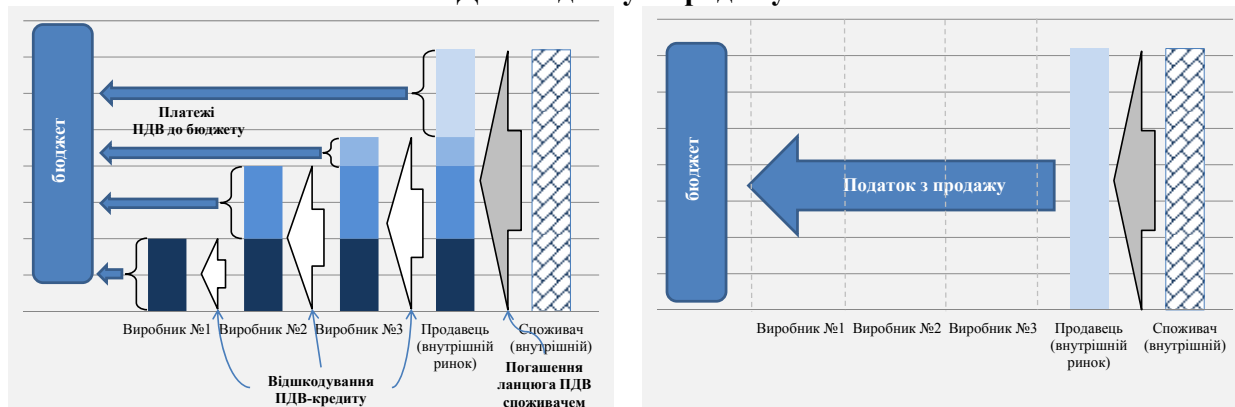 бюджет
Платежі
ПДВ до бюджету
Виробник №1
Виробник №2
Виробник №3
Продавець
(внутрішній
ринок)
Споживач
(внутрішній)
Відшкодування
ПДВ-кредиту
Погашення
ланцюга ПДВ
споживачем
бюджет
Податок з продажу
Виробник №1
Виробник №2
Виробник №3
Продавець
(внутрішній
ринок)
Споживач
(внутрішній)